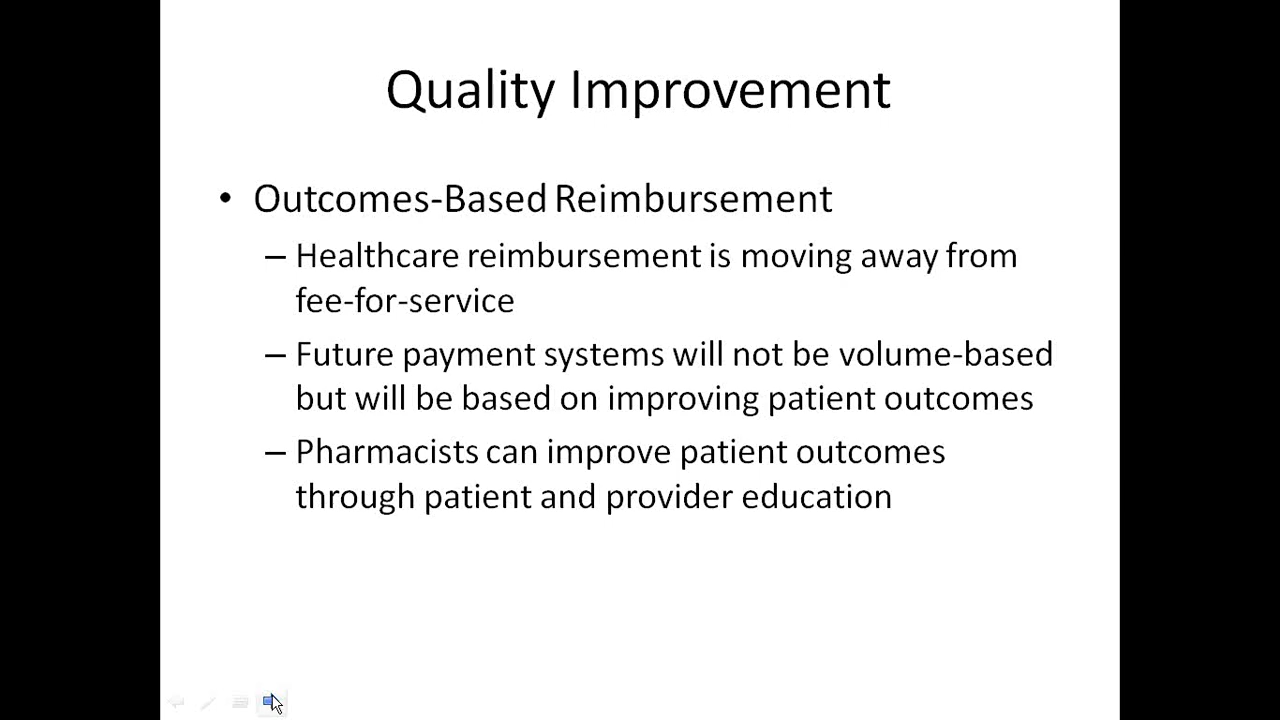 Quality Improvement
• Outcomes-Based Reimbursement
– Healthcare reimbursement is moving away from
fee-for-service
– Future payment systems will not be volume-based
but will be based on improving patient outcomes
– Pharmacists can improve patient outcomes
through patient and provider education